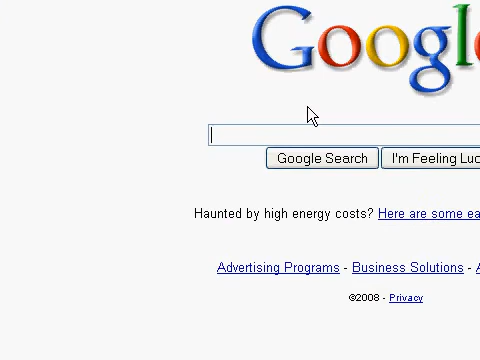 Google
Google Search I'm Feeling Luc
Haunted by high energy costs? Here are some ea
Advertising Programs - Business Solutions - A
©2008 - Privacy